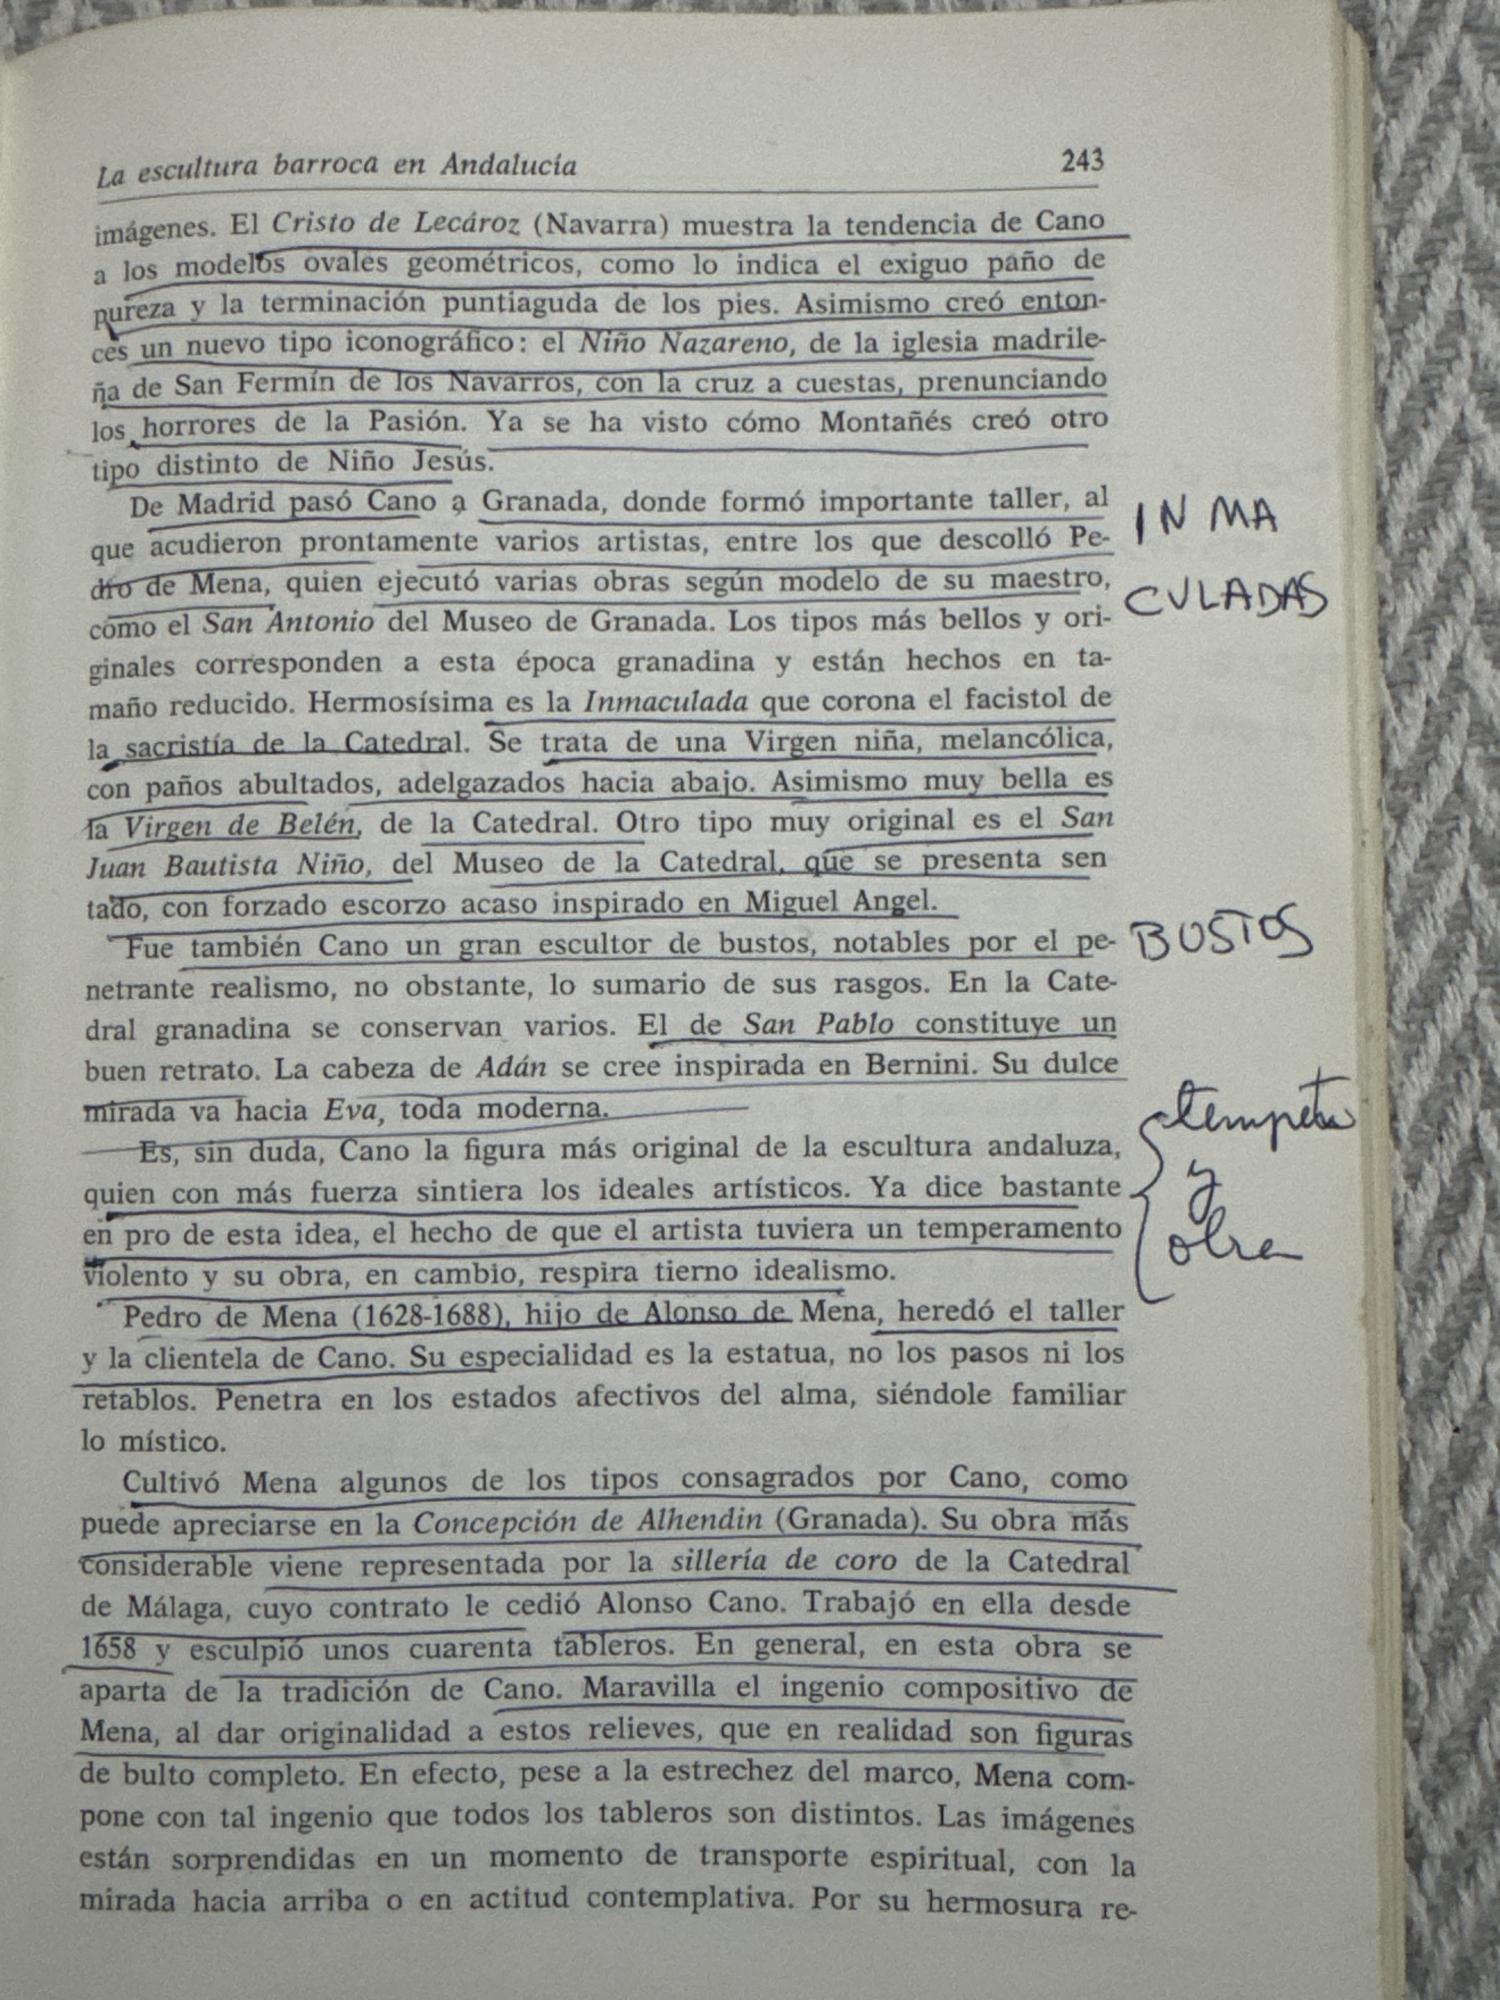 La escultura barroca en Andalucía 243
imágenes. El Cristo de Lecároz (Navarra) muestra la tendencia de Cano
a los modelos ovales geométricos, como lo indica el exiguo paño de
pureza y la terminación puntiaguda de los pies. Asimismo creó enton-
ces un nuevo tipo iconográfico: el Niño Nazareno, de la iglesia madrile-
ña de San Fermín de los Navarros, con la cruz a cuestas, prenunciando
los horrores de la Pasión. Ya se ha visto cómo Montañés creó otro
tipo distinto de Niño Jesús.
De Madrid pasó Cano a Granada, donde formó importante taller, al
que acudieron prontamente varios artistas, entre los que descolló Pe-
dro de Mena, quien ejecutó varias obras según modelo de su maestro,
como el San Antonio del Museo de Granada. Los tipos más bellos y ori-
ginales corresponden a esta época granadina y están hechos en ta-
maño reducido. Hermosísima es la Inmaculada que corona el facistol de
la sacristía de la Catedral. Se trata de una Virgen niña, melancólica,
con paños abultados, adelgazados hacia abajo. Asimismo muy bella es
la Virgen de Belén, de la Catedral. Otro tipo muy original es el San
Juan Bautista Niño, del Museo de la Catedral, que se presenta sen
tado, con forzado escorzo acaso inspirado en Miguel Angel.
Fue también Cano un gran escultor de bustos, notables por el pe-
netrante realismo, no obstante, lo sumario de sus rasgos. En la Cate-
dral granadina se conservan varios. El de San Pablo constituye un
buen retrato. La cabeza de Adán se cree inspirada en Bernini. Su dulce
mirada va hacia Eva, toda moderna.
Es, sin duda, Cano la figura más original de la escultura andaluza,
quien con más fuerza sintiera los ideales artísticos. Ya dice bastante
en pro de esta idea, el hecho de que el artista tuviera un temperamento
violento y su obra, en cambio, respira tierno idealismo.
Pedro de Mena (1628-1688), hijo de Alonso de Mena, heredó el taller
y la clientela de Cano. Su especialidad es la estatua, no los pasos ni los
retablos. Penetra en los estados afectivos del alma, siéndole familiar
lo místico.
Cultivó Mena algunos de los tipos consagrados por Cano, como
puede apreciarse en la Concepción de Alhendin (Granada). Su obra más
considerable viene representada por la sillería de coro de la Catedral
de Málaga, cuyo contrato le cedió Alonso Cano. Trabajó en ella desde
1658 y esculpió unos cuarenta tableros. En general, en esta obra se
aparta de la tradición de Cano. Maravilla el ingenio compositivo de
Mena, al dar originalidad a estos relieves, que en realidad son figuras
de bulto completo. En efecto, pese a la estrechez del marco, Mena com-
pone con tal ingenio que todos los tableros son distintos. Las imágenes
están sorprendidas en un momento de transporte espiritual, con la
mirada hacia arriba o en actitud contemplativa. Por su hermosura re-
INMA
CULADAS
BUSTOS
y
obra